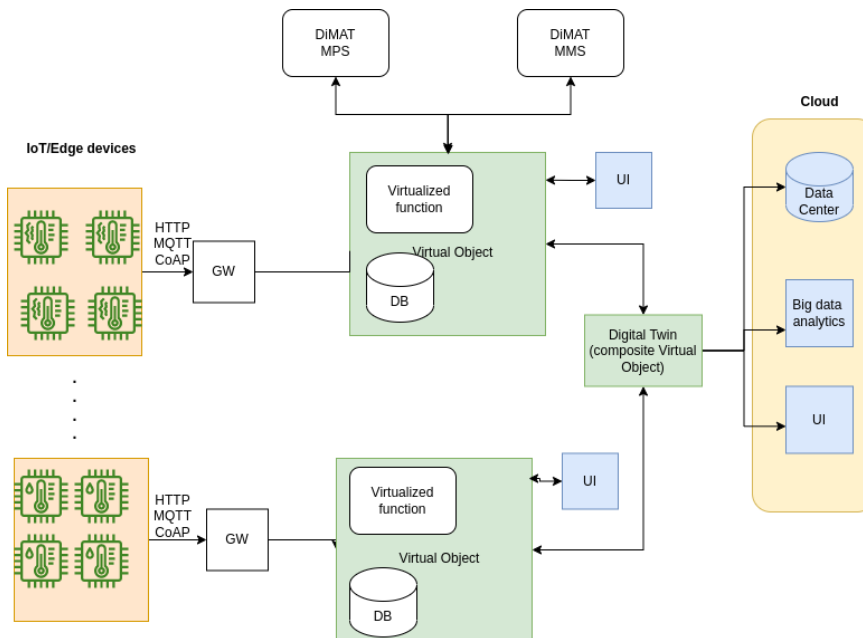 DiMAT
MPS
DiMAT
MMS
Cloud
IoT/Edge devices
HTTP
MQTT
CoAP
GW
Virtualized
function
Virtual Object
DB
UI
Data
Center
Big data
analytics
UI
Digital Twin
(composite Virtual
Object)
HTTP
MQTT
CoAP
GW
Virtualized
function
Virtual Object
DB
UI